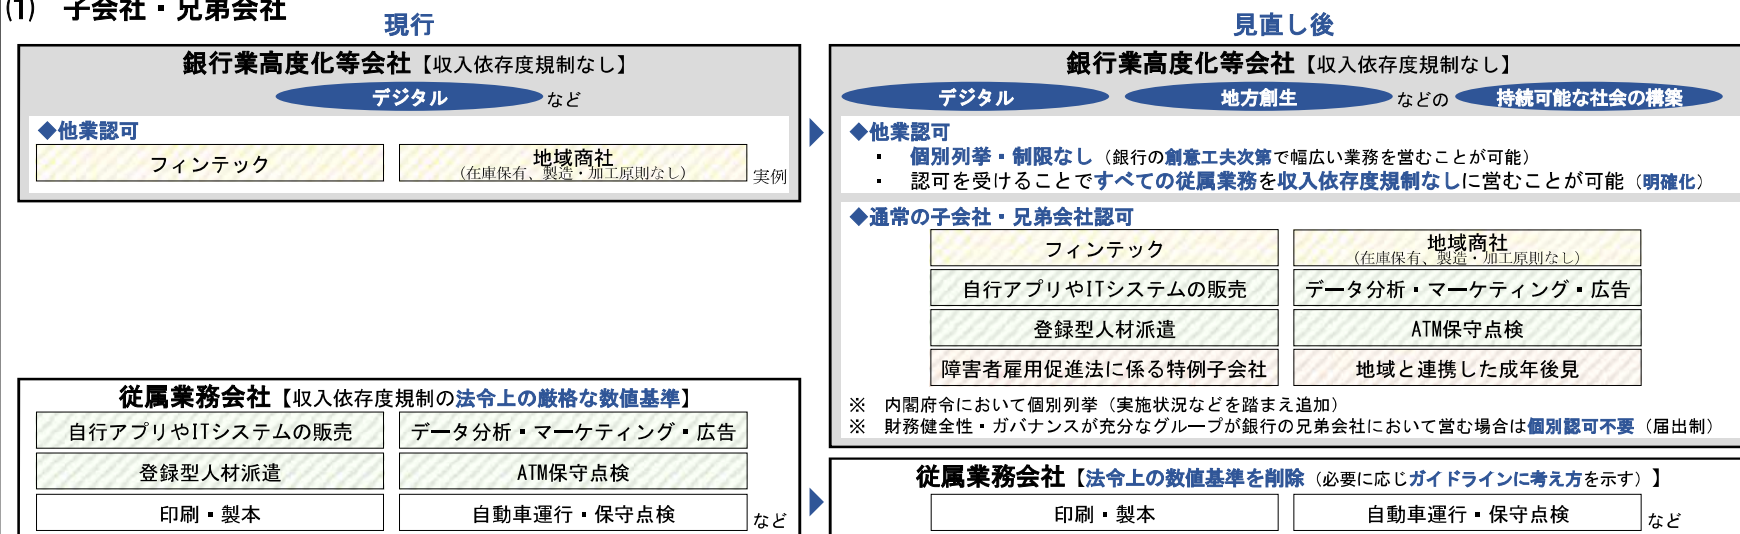 (1) 子会社・兄弟会社
現行
銀行業高度化等会社【収入依存度規制なし】
デジタル など
◆他業認可
フィンテック
地域商社
(在庫保有、製造・加工原則なし)
実例
従属業務会社【収入依存度規制の法令上の厳格な数値基準】
自行アプリやITシステムの販売
データ分析・マーケティング・広告
登録型人材派遣
ATM保守点検
印刷・製本
自動車運行・保守点検
など
見直し後
銀行業高度化等会社【収入依存度規制なし】
デジタル 地方創生 などの 持続可能な社会の構築
◆他業認可
・ 個別列挙・制限なし（銀行の創意工夫次第で幅広い業務を営むことが可能）
・ 認可を受けることですべての従属業務を収入依存度規制なしに営むことが可能（明確化）
◆通常の子会社・兄弟会社認可
フィンテック
地域商社
(在庫保有、製造・加工原則なし)
自行アプリやITシステムの販売
データ分析・マーケティング・広告
登録型人材派遣
ATM保守点検
障害者雇用促進法に係る特例子会社
地域と連携した成年後見
※ 内閣府令において個別列挙（実施状況などを踏まえ追加）
※ 財務健全性・ガバナンスが充分なグループが銀行の兄弟会社において営む場合は個別認可不要（届出制）
従属業務会社【法令上の数値基準を削除（必要に応じガイドラインに考え方を示す）】
印刷・製本
自動車運行・保守点検
など